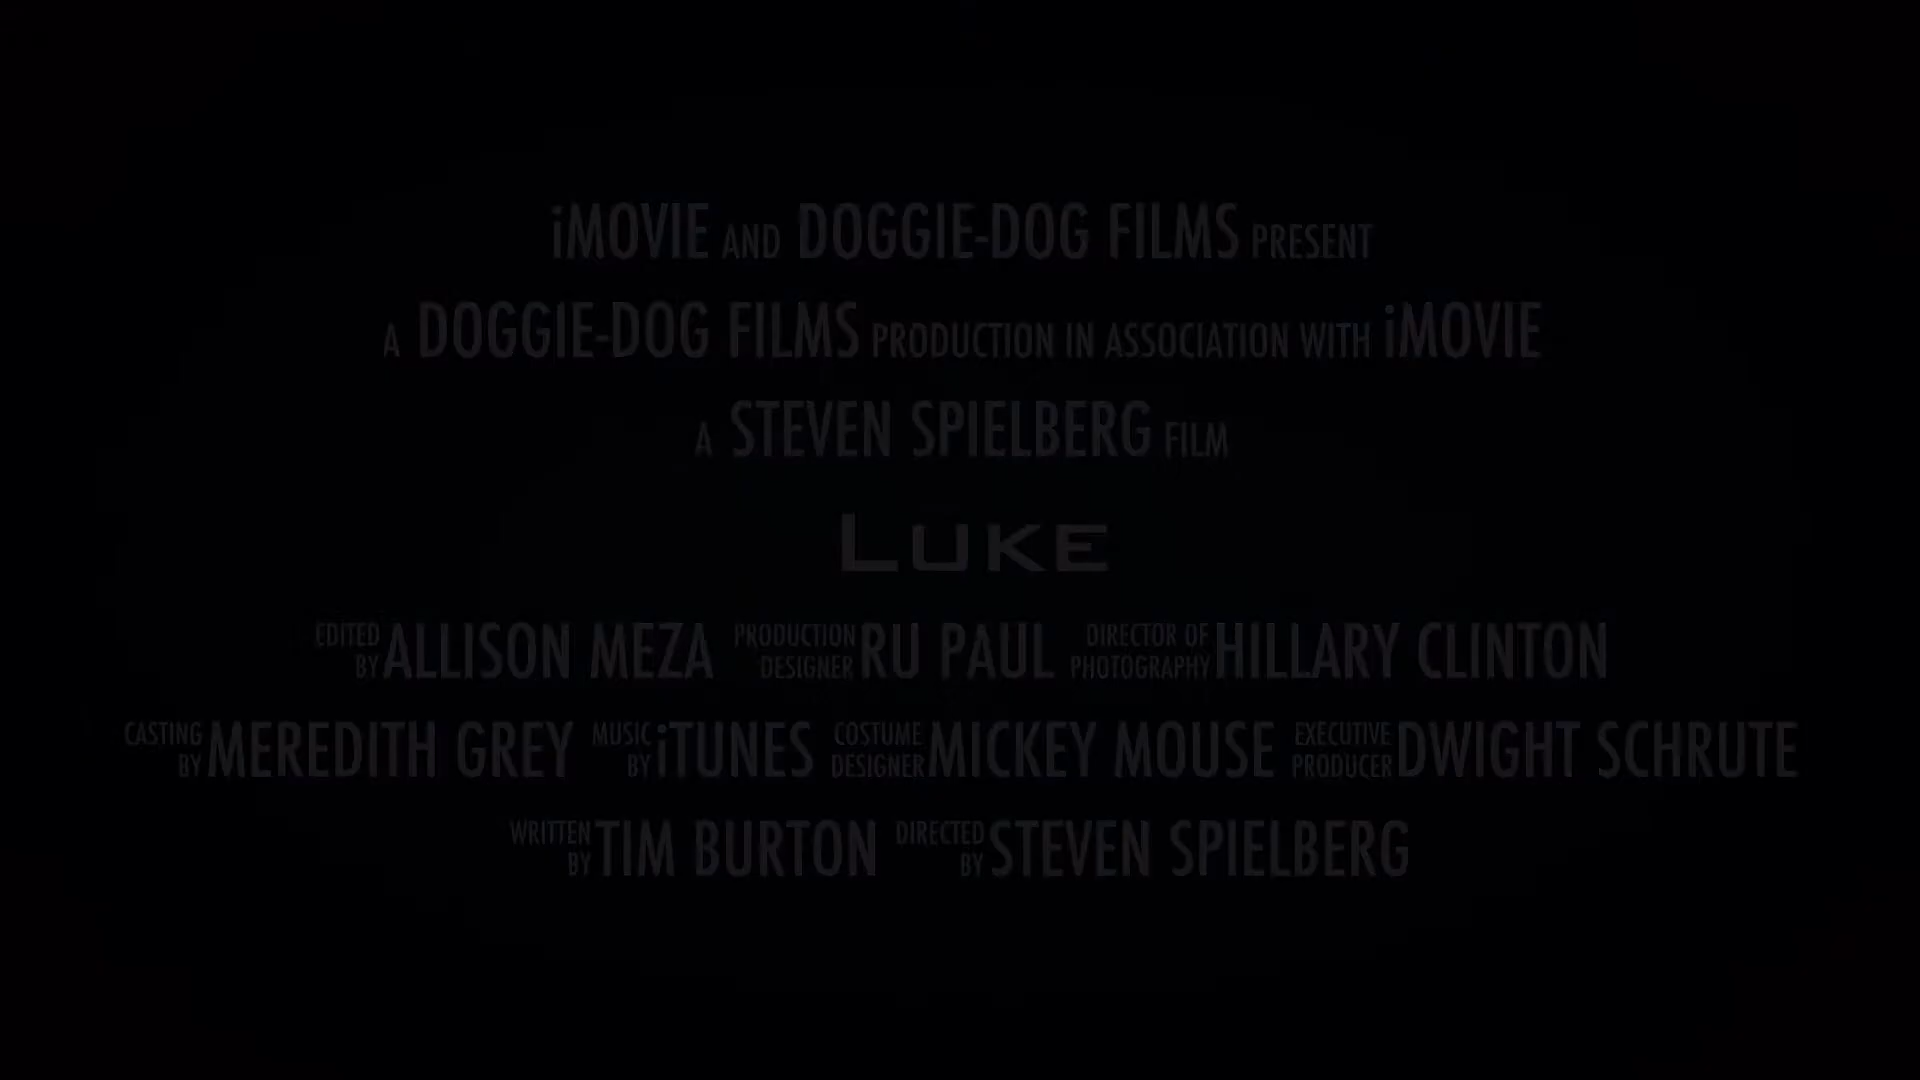 iMOVIE AND DOGGIE-DOG FILMS PRESENT
A DOGGIE-DOG FILMS PRODUCTION IN ASSOCIATION WITH iMOVIE
A STEVEN SPIELBERG FILM
LUKE
EDITED BY ALLISON MEZA PRODUCTION DESIGNER RU PAUL DIRECTOR OF PHOTOGRAPHY HILLARY CLINTON
CASTING BY MEREDITH GREY MUSIC BY iTUNES COSTUME DESIGNER MICKEY MOUSE EXECUTIVE PRODUCER DWIGHT SCHRUTE
WRITTEN BY TIM BURTON DIRECTED BY STEVEN SPIELBERG